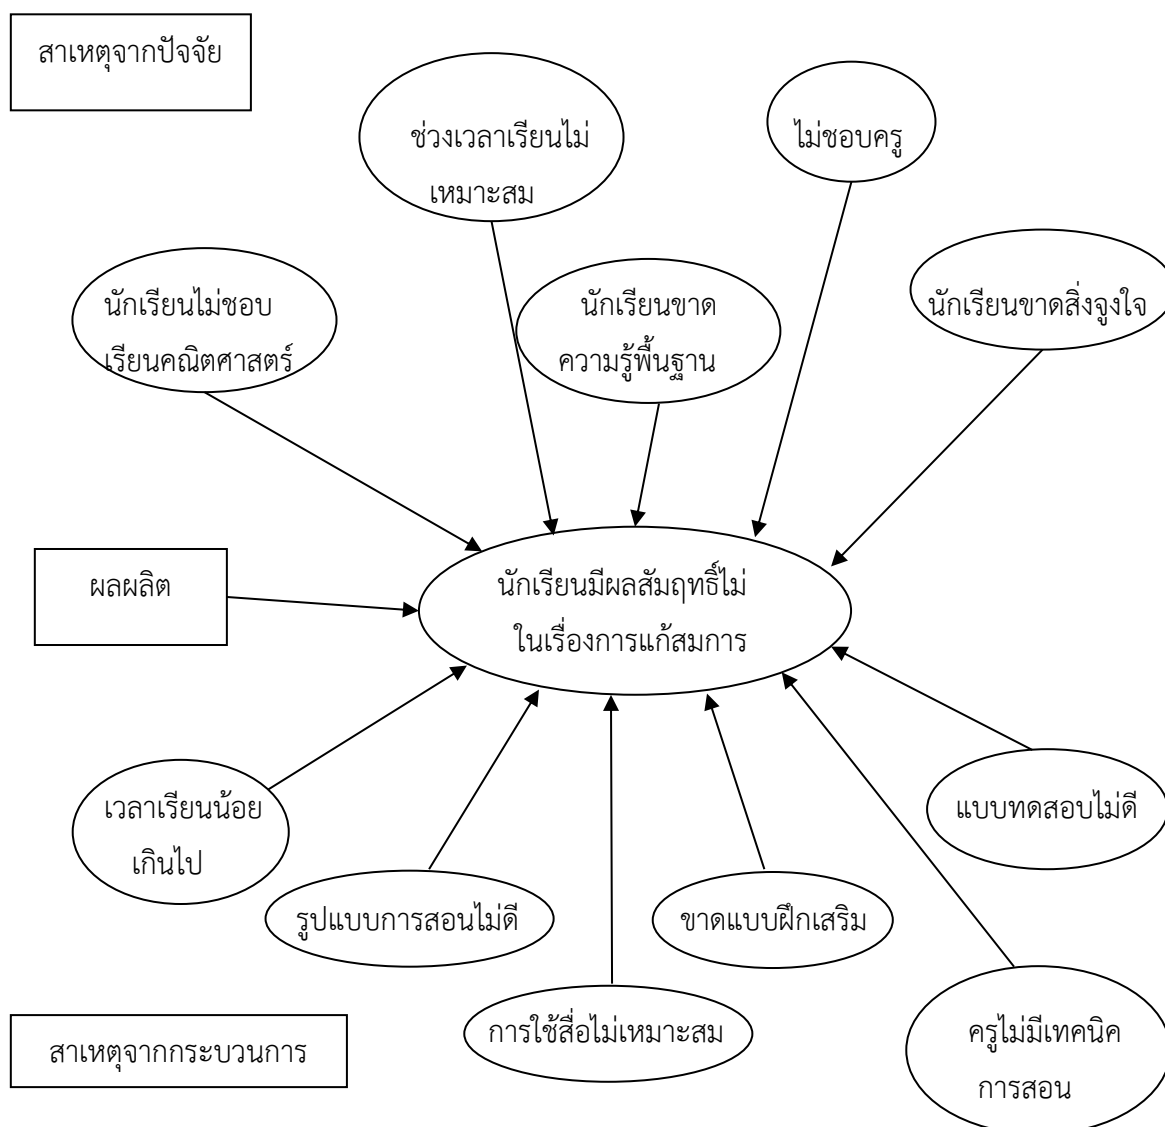 สาเหตุจากปัจจัย
ช่วงเวลาเรียนไม่
เหมาะสม
ไม่ชอบครู
นักเรียนไม่ชอบ
เรียนคณิตศาสตร์
นักเรียนขาด
ความรู้พื้นฐาน
นักเรียนขาดสิ่งจูงใจ
ผลผลิต
นักเรียนมีผลสัมฤทธิ์ไม่
ในเรื่องการแก้สมการ
เวลาเรียนน้อย
เกินไป
รูปแบบการสอนไม่ดี
ขาดแบบฝึกเสริม
แบบทดสอบไม่ดี
การใช้สื่อไม่เหมาะสม
ครูไม่มีเทคนิค
การสอน
สาเหตุจากกระบวนการ